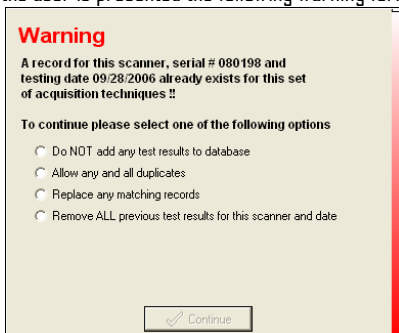 the user is presented the following warning for
Warning
A record for this scanner, serial # 080198 and
testing date 09/28/2006 already exists for this set
of acquisition techniques !!
To continue please select one of the following options
Do NOT add any test results to database
Allow any and all duplicates
Replace any matching records
Remove ALL previous test results for this scanner and date
Continue